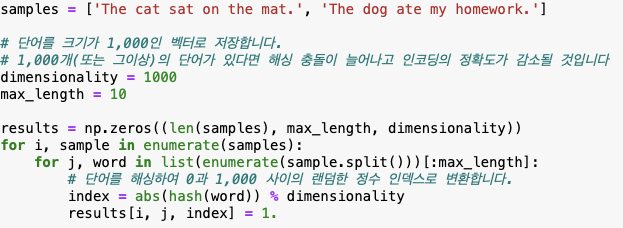 samples = ['The cat sat on the mat.', 'The dog ate my homework.']
# 단어를 크기가 1,000인 벡터로 저장합니다.
# 1,000개(또는 그이상)의 단어가 있다면 해싱 충돌이 늘어나고 인코딩의 정확도가 감소될 것입니다
dimensionality = 1000
max_length = 10
results = np.zeros((len(samples), max_length, dimensionality))
for i, sample in enumerate(samples):
    for j, word in list(enumerate(sample.split()))[:max_length]:
        # 단어를 해싱하여 0과 1,000 사이의 랜덤한 정수 인덱스로 변환합니다.
        index = abs(hash(word)) % dimensionality
        results[i, j, index] = 1.